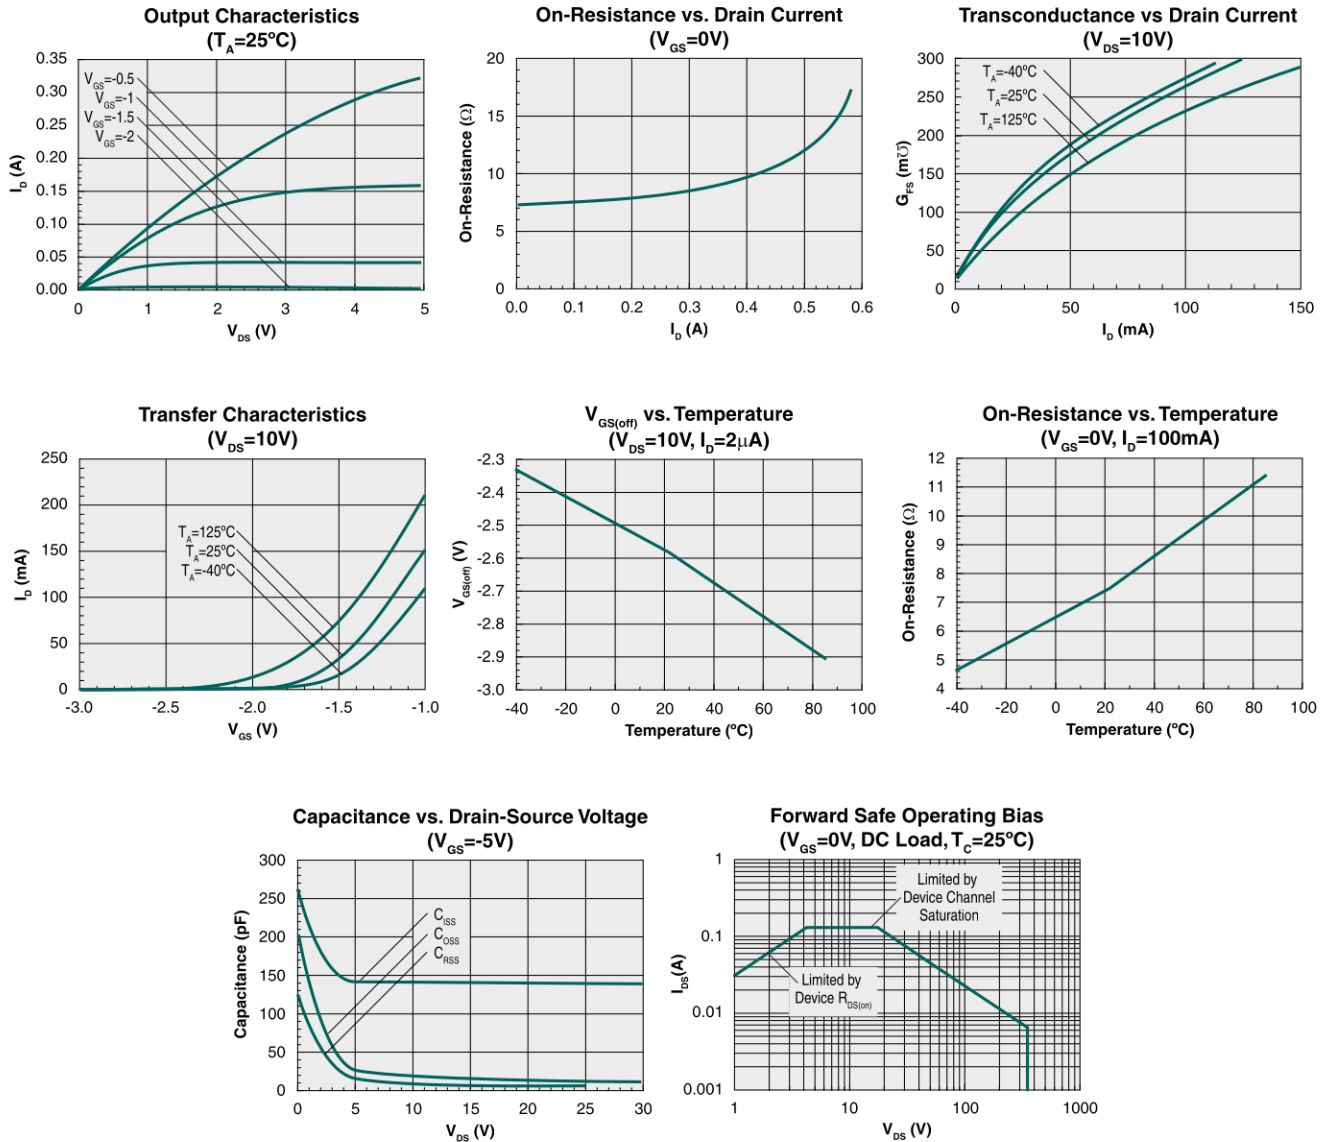 Output Characteristics
(TA=25ºC)
0.35
0.30
0.25
0.20
0.15
0.10
0.05
0.00
ID (A)
VGS=-0.5
VGS=-1
VGS=-1.5
VGS=-2
0 1 2 3 4 5
VDS (V)
On-Resistance vs. Drain Current
(VGS=0V)
20
15
10
5
0
On-Resistance (Ω)
0.0 0.1 0.2 0.3 0.4 0.5 0.6
ID (A)
Transconductance vs Drain Current
(VDS=10V)
300
250
200
150
100
50
0
GFS (m℧)
TA=-40ºC
TA=25ºC
TA=125ºC
0 50 100 150
ID (mA)
Transfer Characteristics
(VDS=10V)
250
200
150
100
50
0
ID (mA)
TA=125ºC
TA=25ºC
TA=-40ºC
-3.0 -2.5 -2.0 -1.5 -1.0
VGS (V)
VGS(off) vs. Temperature
(VDS=10V, ID=2μA)
-2.3
-2.4
-2.5
-2.6
-2.7
-2.8
-2.9
-3.0
VGS(off) (V)
-40 -20 0 20 40 60 80 100
Temperature (ºC)
On-Resistance vs. Temperature
(VGS=0V, ID=100mA)
12
11
10
9
8
7
6
5
4
On-Resistance (Ω)
-40 -20 0 20 40 60 80 100
Temperature (ºC)
Capacitance vs. Drain-Source Voltage
(VGS=-5V)
300
250
200
150
100
50
0
Capacitance (pF)
CISS
COSS
CRSS
0 5 10 15 20 25 30
VDS (V)
Forward Safe Operating Bias
(VGS=0V, DC Load, TC=25ºC)
1
0.1
0.01
0.001
IDS(A)
Limited by
Device Channel
Saturation
Limited by
Device RDS(on)
1 10 100 1000
VDS (V)